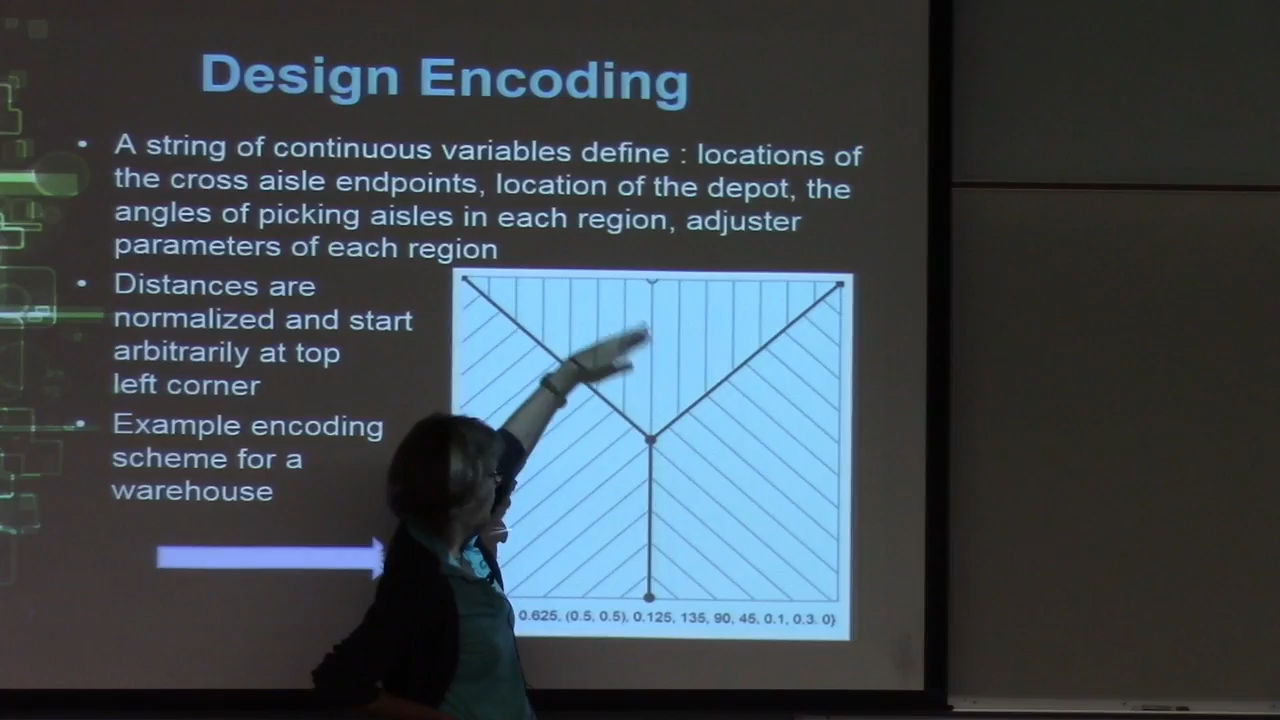 Design Encoding
• A string of continuous variables define : locations of
the cross aisle endpoints, location of the depot, the
angles of picking aisles in each region, adjuster
parameters of each region
• Distances are
normalized and start
arbitrarily at top
left corner
• Example encoding
scheme for a
warehouse
0.625, (0.5, 0.5), 0.125, 135, 90, 45, 0.1, 0.3. 0}